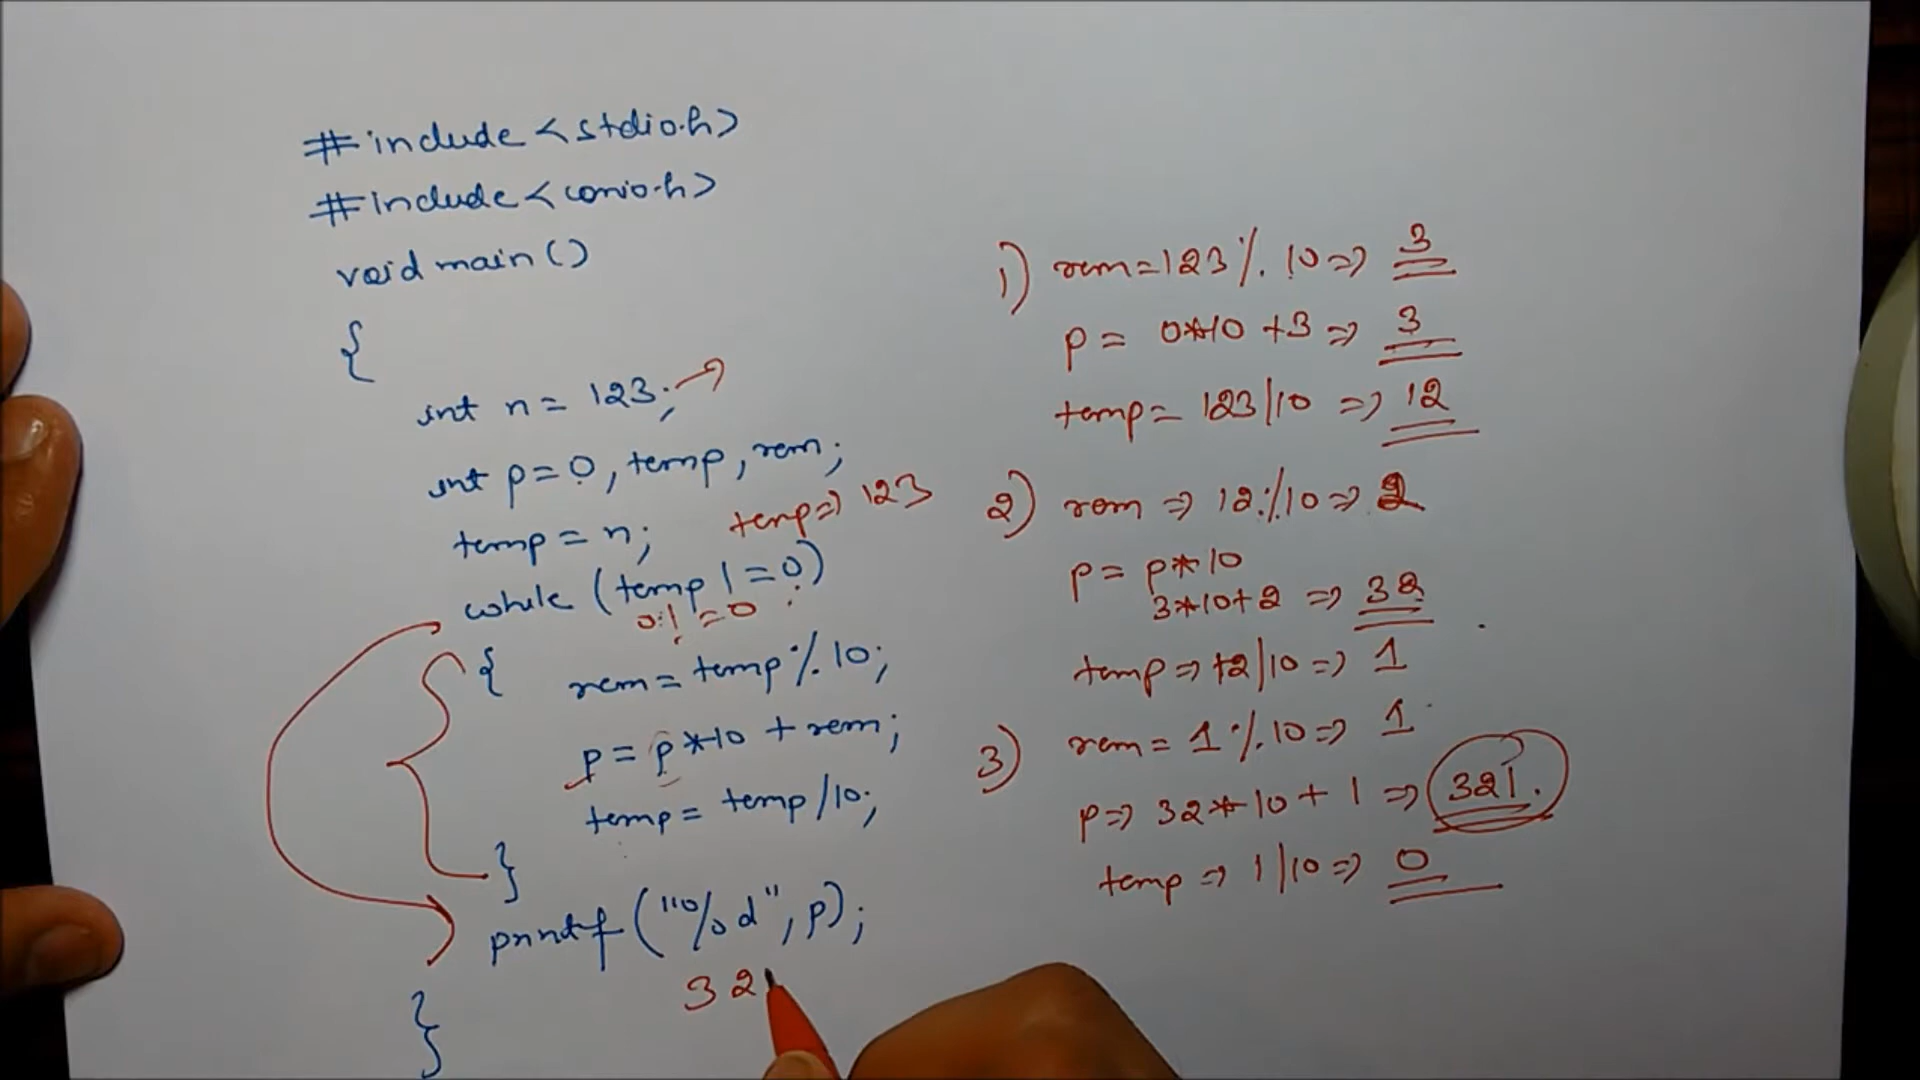 #include <stdio.h>
#include <conio.h>
void main()
{
int n = 123;
int p = 0, temp, rem;
temp = n; temp => 123
while (temp != 0)
0 != 0
{ rem = temp % 10;
p = p * 10 + rem;
temp = temp / 10;
}
printf("%d", p);
32
}
1) rem = 123 % 10 => 3
p = 0*10 + 3 => 3
temp = 123/10 => 12
2) rem => 12 % 10 => 2
p = p * 10
3*10+2 => 32
temp => 12/10 => 1
3) rem = 1 % 10 => 1
p => 32*10 + 1 => 321.
temp => 1/10 => 0